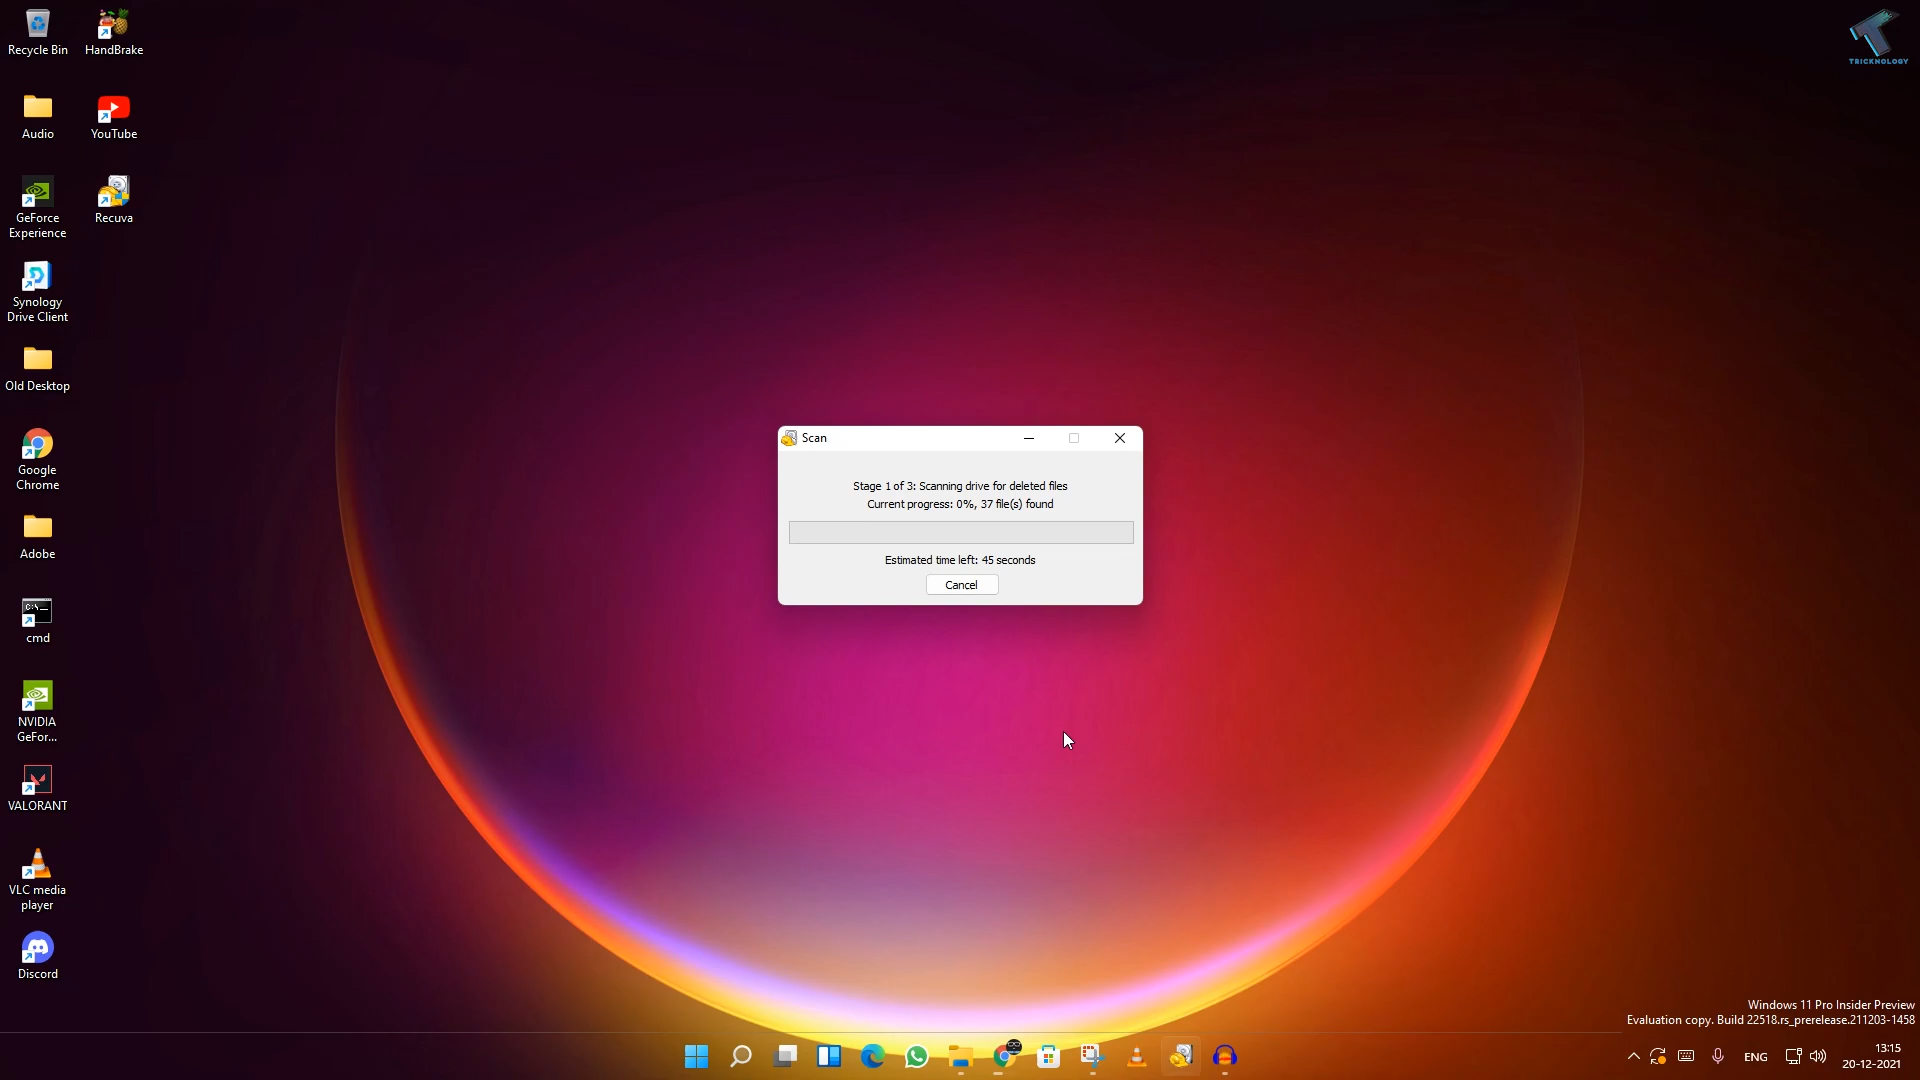 Recycle Bin
HandBrake
TRICKNOLOGY
Audio
YouTube
GeForce
Experience
Recuva
Synology
Drive Client
Old Desktop
Google
Chrome
Adobe
C:\_
cmd
NVIDIA
GeFor...
VALORANT
VLC media
player
Discord
Scan
Stage 1 of 3: Scanning drive for deleted files
Current progress: 0%, 37 file(s) found
Estimated time left: 45 seconds
Cancel
Windows 11 Pro Insider Preview
Evaluation copy. Build 22518.rs_prerelease.211203-1458
ENG
13:15
20-12-2021